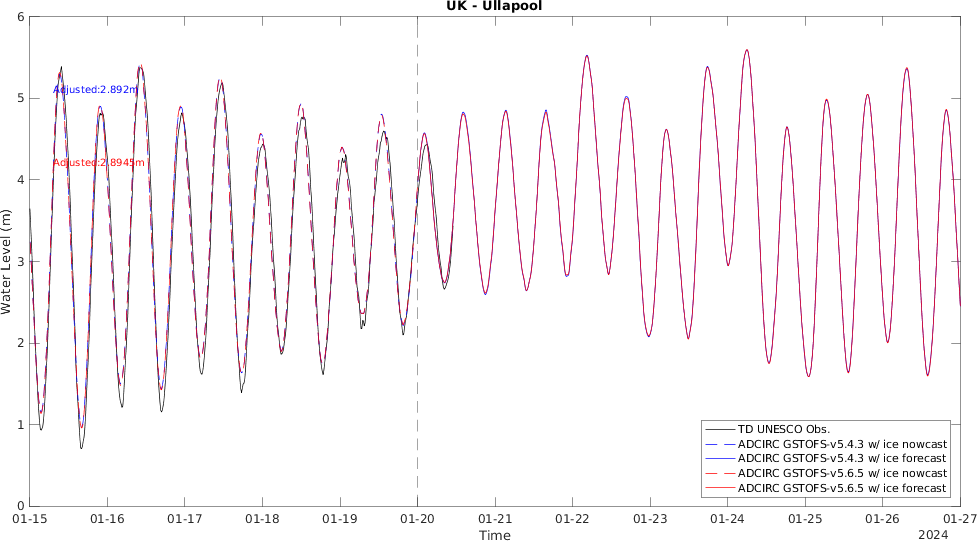 UK - Ullapool
6
5
4
3
2
1
0
Water Level (m)
Adjusted:2.892m
Adjusted:2.8945m
TD UNESCO Obs.
ADCIRC GSTOFS-v5.4.3 w/ ice nowcast
ADCIRC GSTOFS-v5.4.3 w/ ice forecast
ADCIRC GSTOFS-v5.6.5 w/ ice nowcast
ADCIRC GSTOFS-v5.6.5 w/ ice forecast
01-15 01-16 01-17 01-18 01-19 01-20 01-21 01-22 01-23 01-24 01-25 01-26 01-27
Time
2024